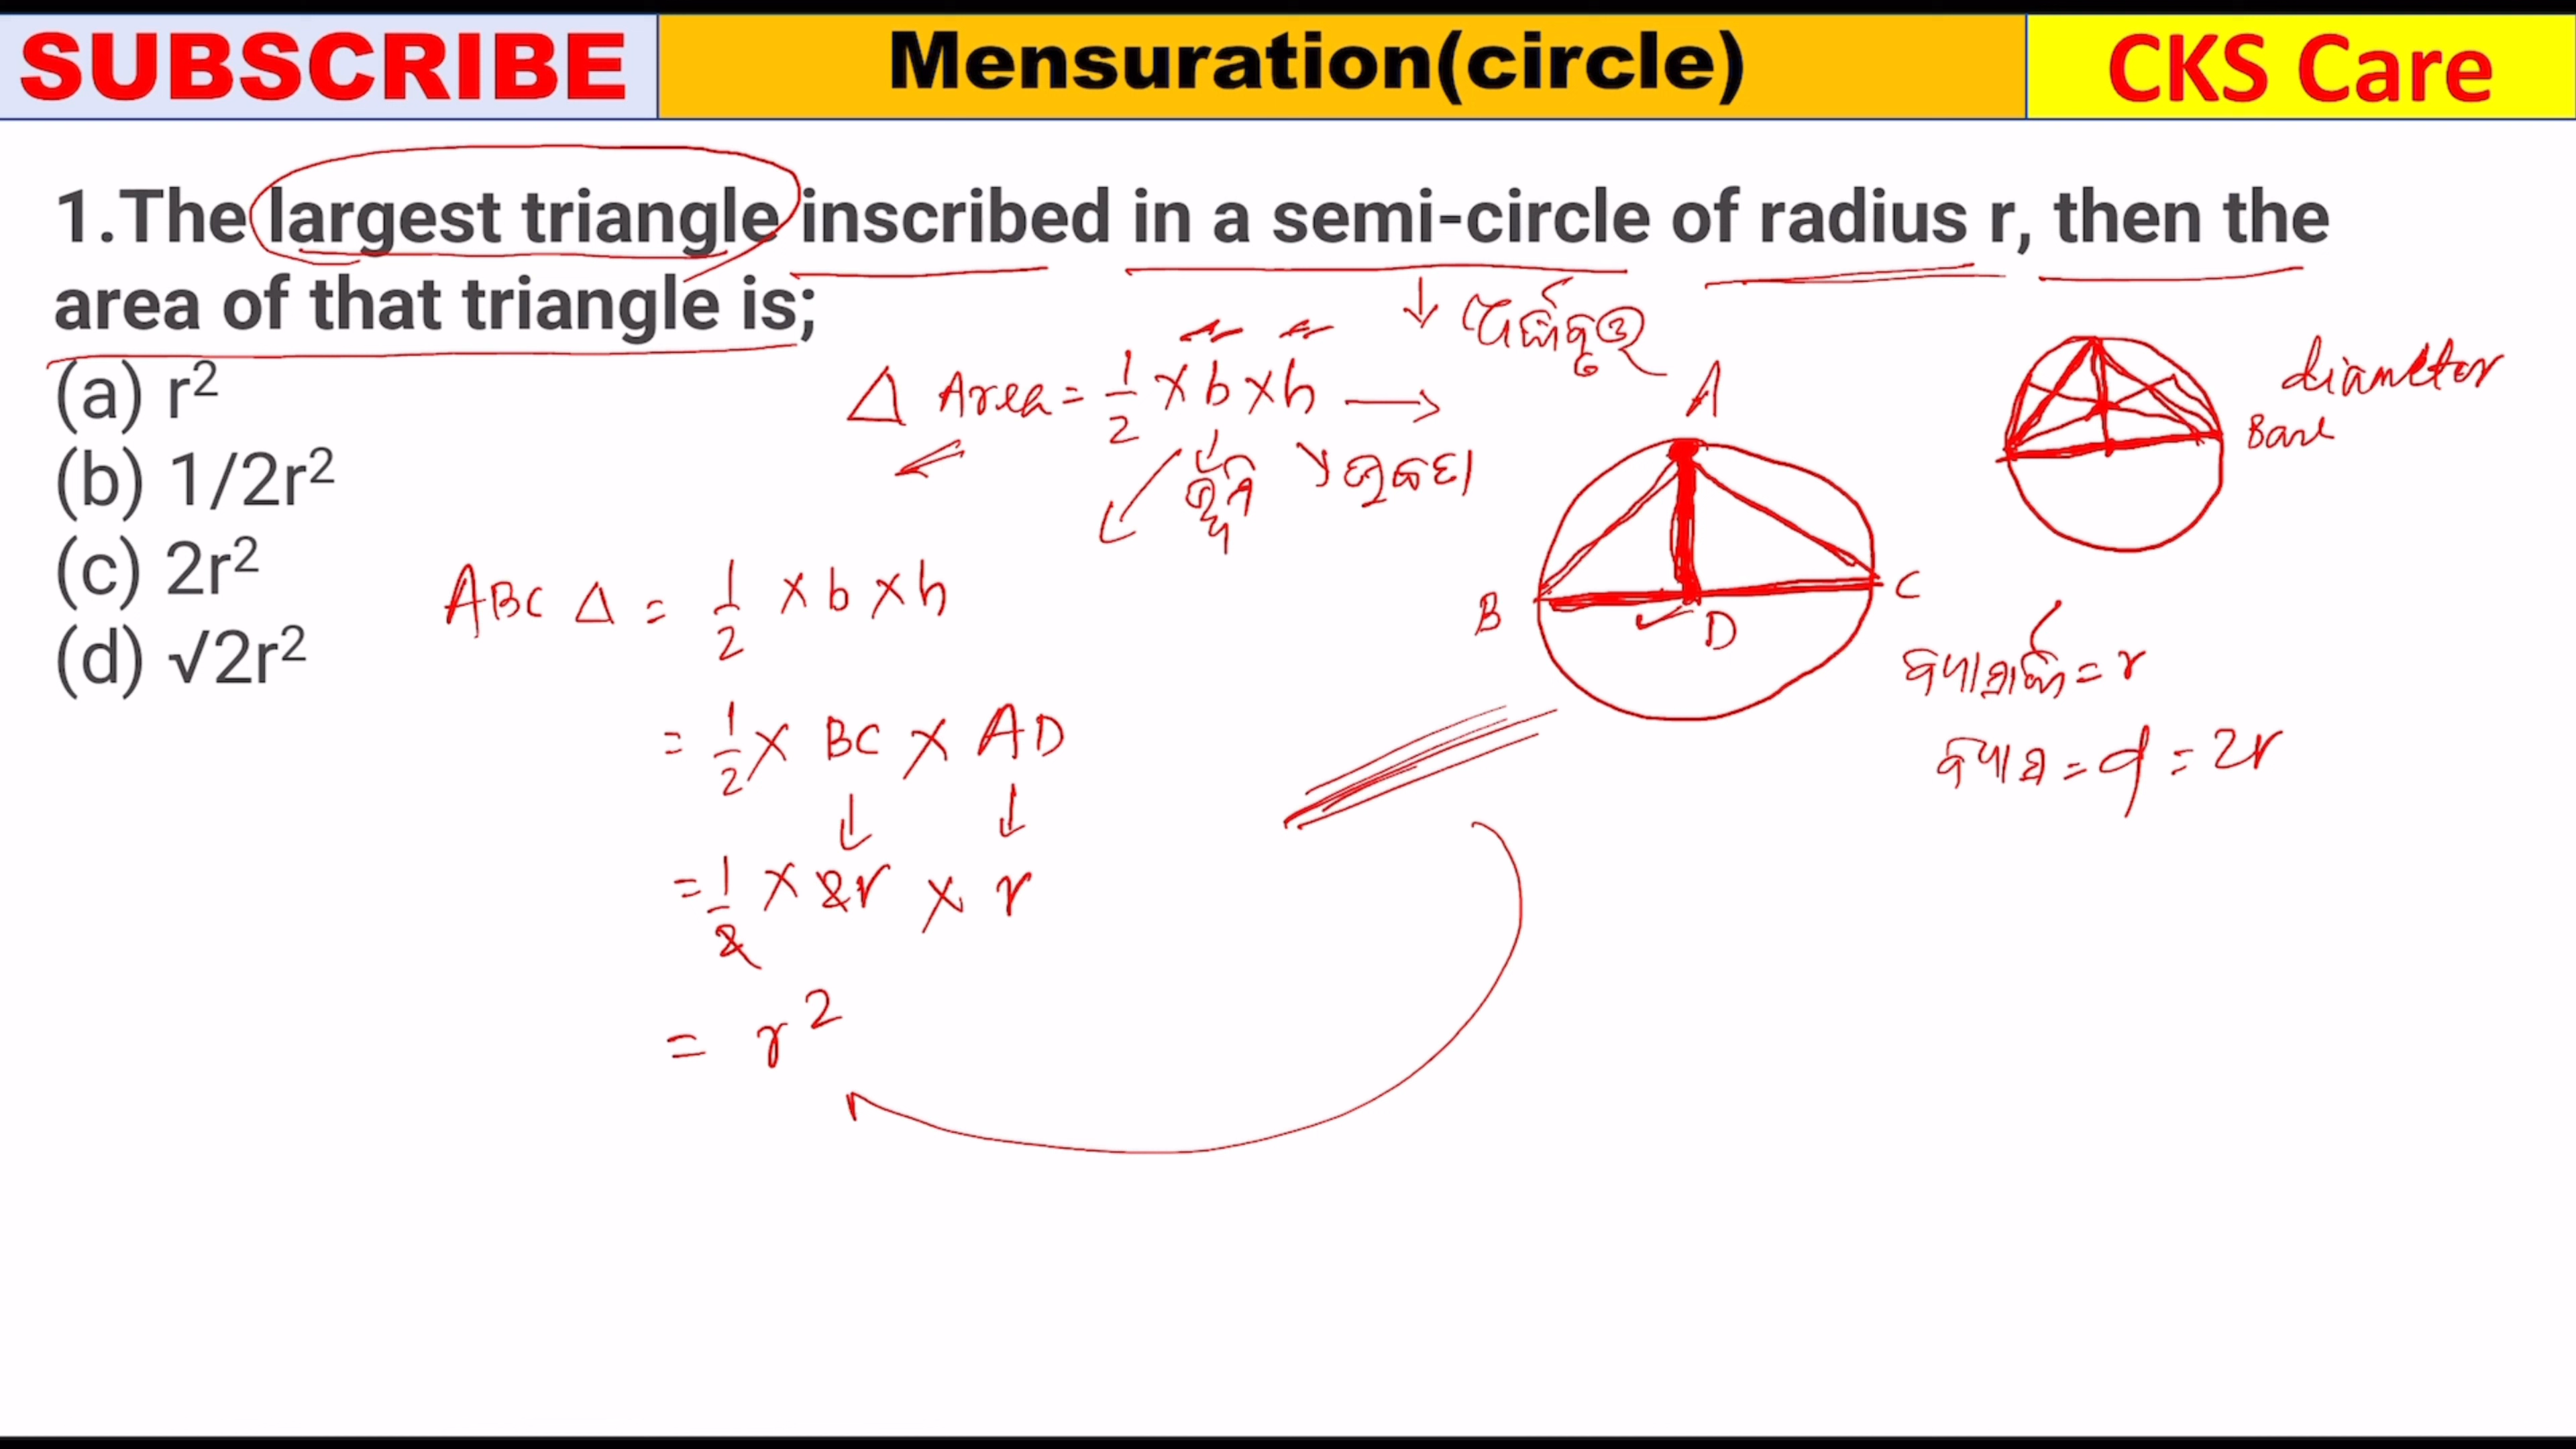 SUBSCRIBE
Mensuration(circle)
CKS Care
1.The largest triangle inscribed in a semi-circle of radius r, then the
area of that triangle is;
(a) r²
(b) 1/2r²
(c) 2r²
(d) √2r²
Δ Area = 1/2 × b × h →
ABC Δ = 1/2 × b × h
= 1/2 × BC × AD
= 1/2 × 2r × r
= r²
A
B
D
C
diameter
Base
= r
ବ୍ୟାସ = d = 2r